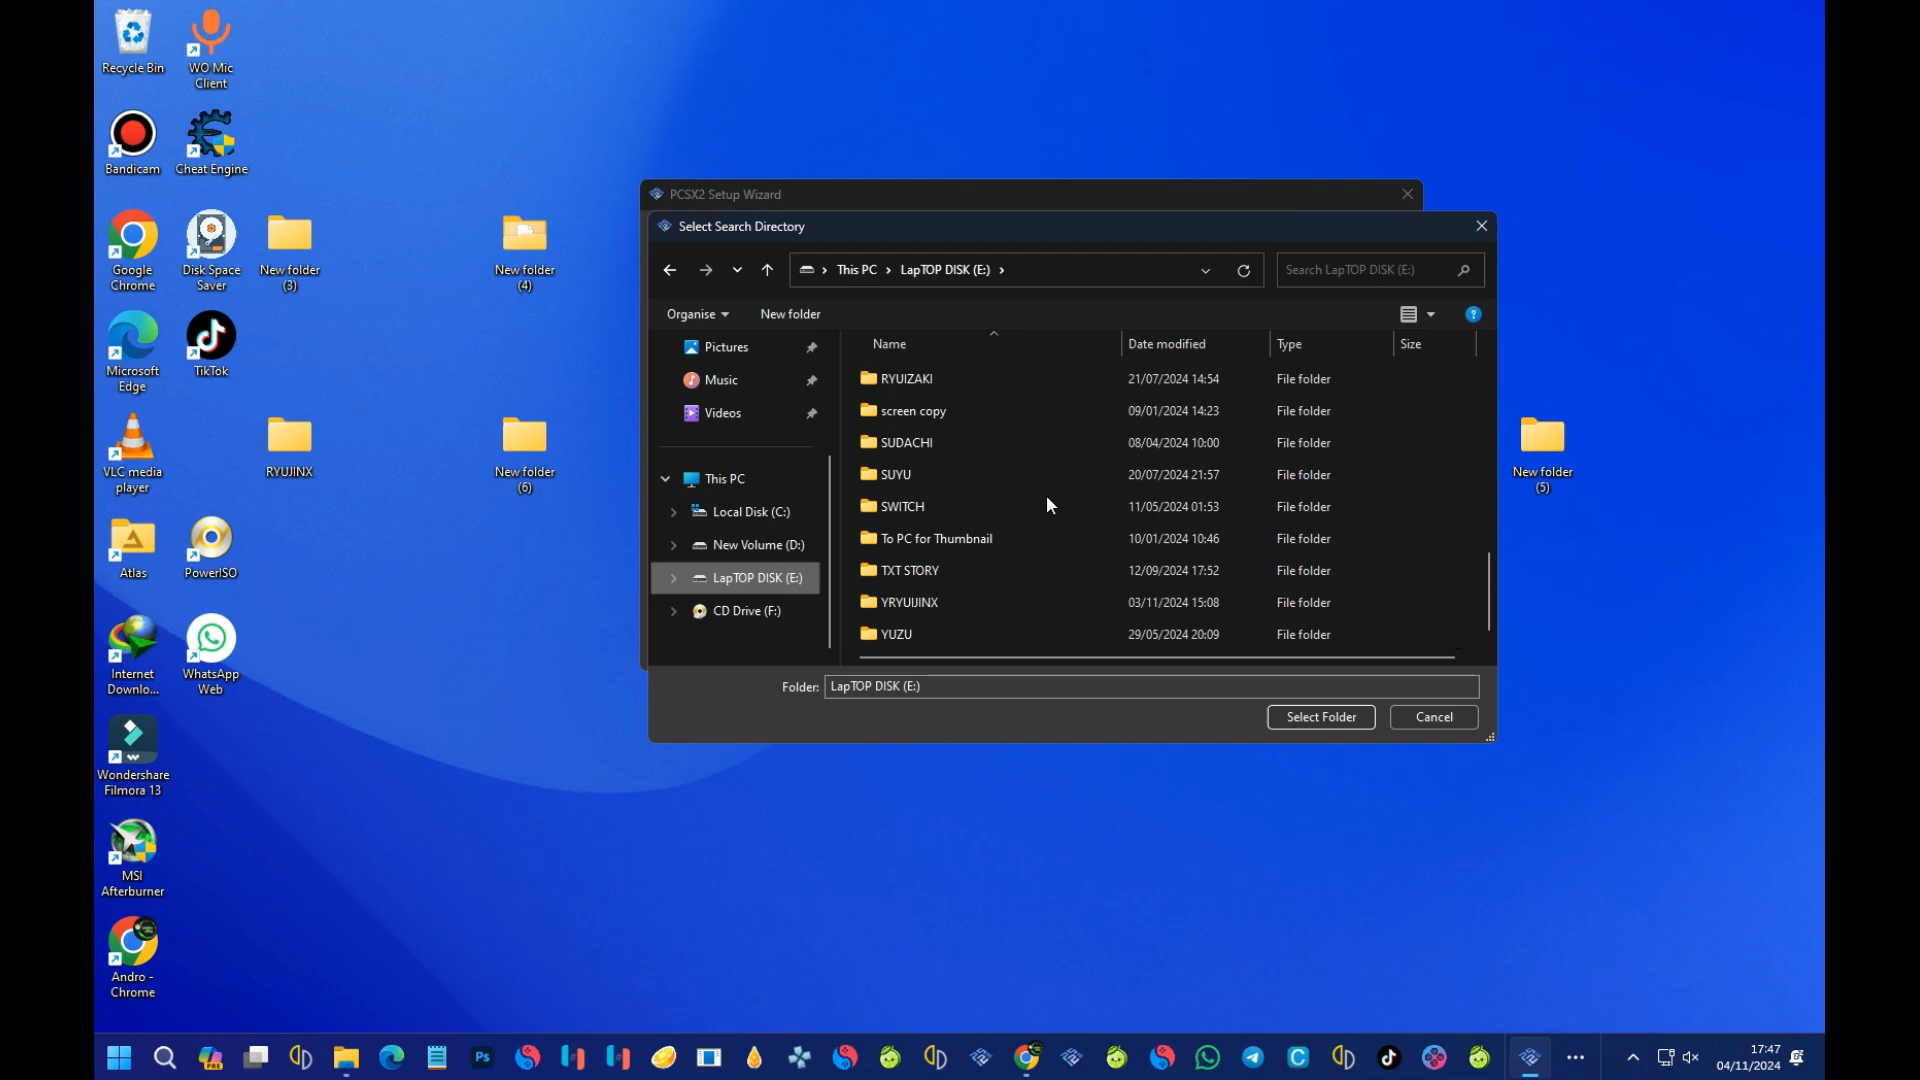 Recycle Bin
WO Mic
Client
Bandicam
Cheat Engine
Google
Chrome
Disk Space
Saver
New folder
(3)
New folder
(4)
Microsoft
Edge
TikTok
VLC media
player
RYUJINX
New folder
(6)
New folder
(5)
Atlas
PowerISO
Internet
Downlo...
WhatsApp
Web
Wondershare
Filmora 13
MSI
Afterburner
Andro -
Chrome
PCSX2 Setup Wizard
Select Search Directory
This PC > LapTOP DISK (E:) >
Search LapTOP DISK (E:)
Organise
New folder
Pictures
Music
Videos
This PC
Local Disk (C:)
New Volume (D:)
LapTOP DISK (E:)
CD Drive (F:)
Name Date modified Type Size
RYUIZAKI 21/07/2024 14:54 File folder
screen copy 09/01/2024 14:23 File folder
SUDACHI 08/04/2024 10:00 File folder
SUYU 20/07/2024 21:57 File folder
SWITCH 11/05/2024 01:53 File folder
To PC for Thumbnail 10/01/2024 10:46 File folder
TXT STORY 12/09/2024 17:52 File folder
YRYUIJINX 03/11/2024 15:08 File folder
YUZU 29/05/2024 20:09 File folder
Folder: LapTOP DISK (E:)
Select Folder
Cancel
PRE
Ps
C
17:47
04/11/2024